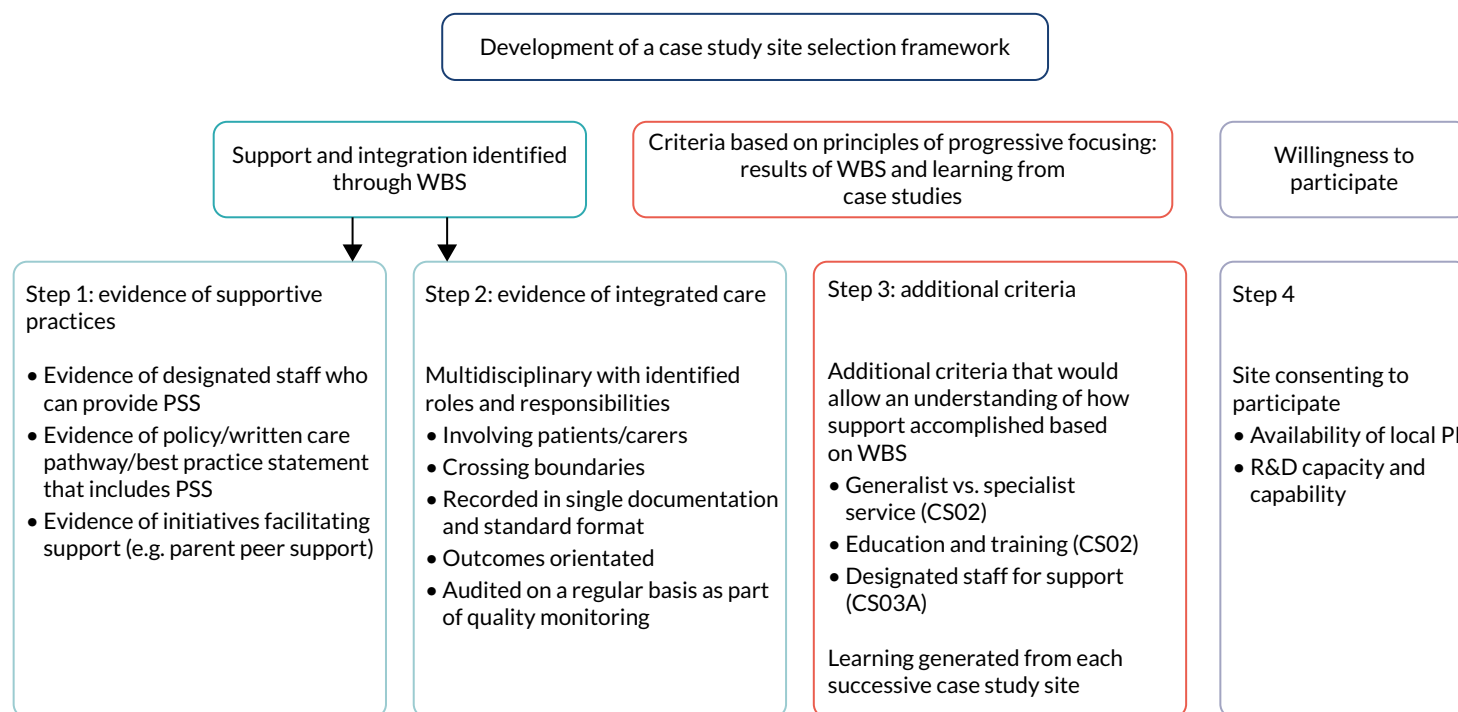 Development of a case study site selection framework
Support and integration identified
through WBS
Criteria based on principles of progressive focusing:
results of WBS and learning from
case studies
Willingness to
participate
Step 1: evidence of supportive
practices
• Evidence of designated staff who
can provide PSS
• Evidence of policy/written care
pathway/best practice statement
that includes PSS
• Evidence of initiatives facilitating
support (e.g. parent peer support)
Step 2: evidence of integrated care
Multidisciplinary with identified
roles and responsibilities
• Involving patients/carers
• Crossing boundaries
• Recorded in single documentation
and standard format
• Outcomes orientated
• Audited on a regular basis as part
of quality monitoring
Step 3: additional criteria
Additional criteria that would
allow an understanding of how
support accomplished based
on WBS
• Generalist vs. specialist
service (CS02)
• Education and training (CS02)
• Designated staff for support
(CS03A)
Learning generated from each
successive case study site
Step 4
Site consenting to
participate
• Availability of local
• R&D capacity and
capability